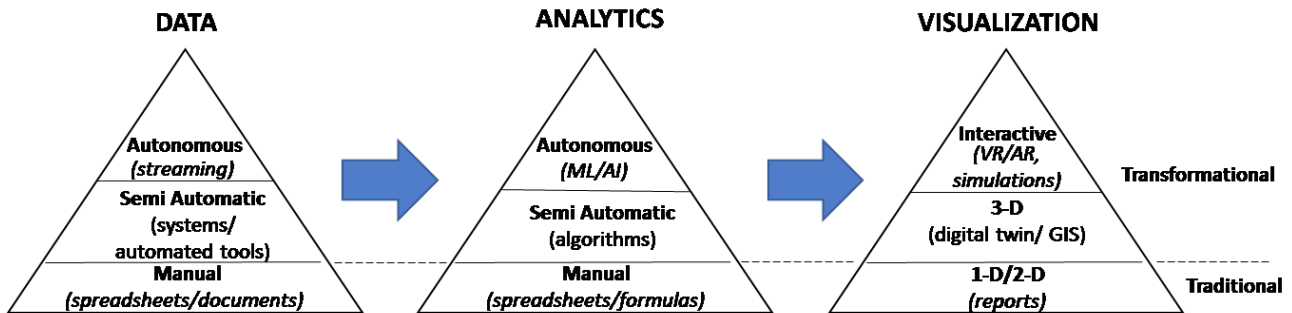 DATA
Autonomous
(streaming)
Semi Automatic
(systems/
automated tools)
Manual
(spreadsheets/documents)
ANALYTICS
Autonomous
(ML/AI)
Semi Automatic
(algorithms)
Manual
(spreadsheets/formulas)
VISUALIZATION
Interactive
(VR/AR,
simulations)
3-D
(digital twin/ GIS)
1-D/2-D
(reports)
Transformational
Traditional